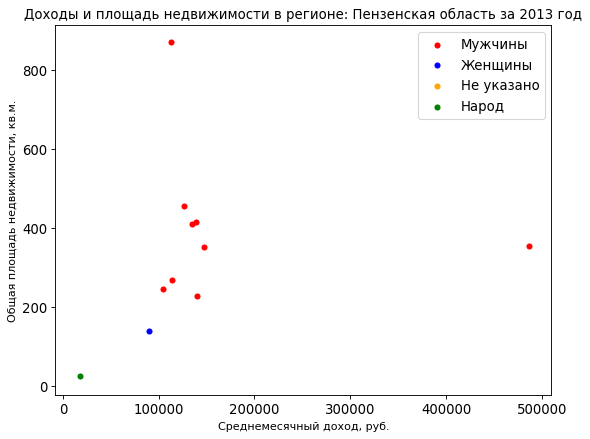 Доходы и площадь недвижимости в регионе: Пензенская область за 2013 год
Мужчины
Женщины
Не указано
Народ
Общая площадь недвижимости, кв.м.
800
600
400
200
0
0 100000 200000 300000 400000 500000
Среднемесячный доход, руб.